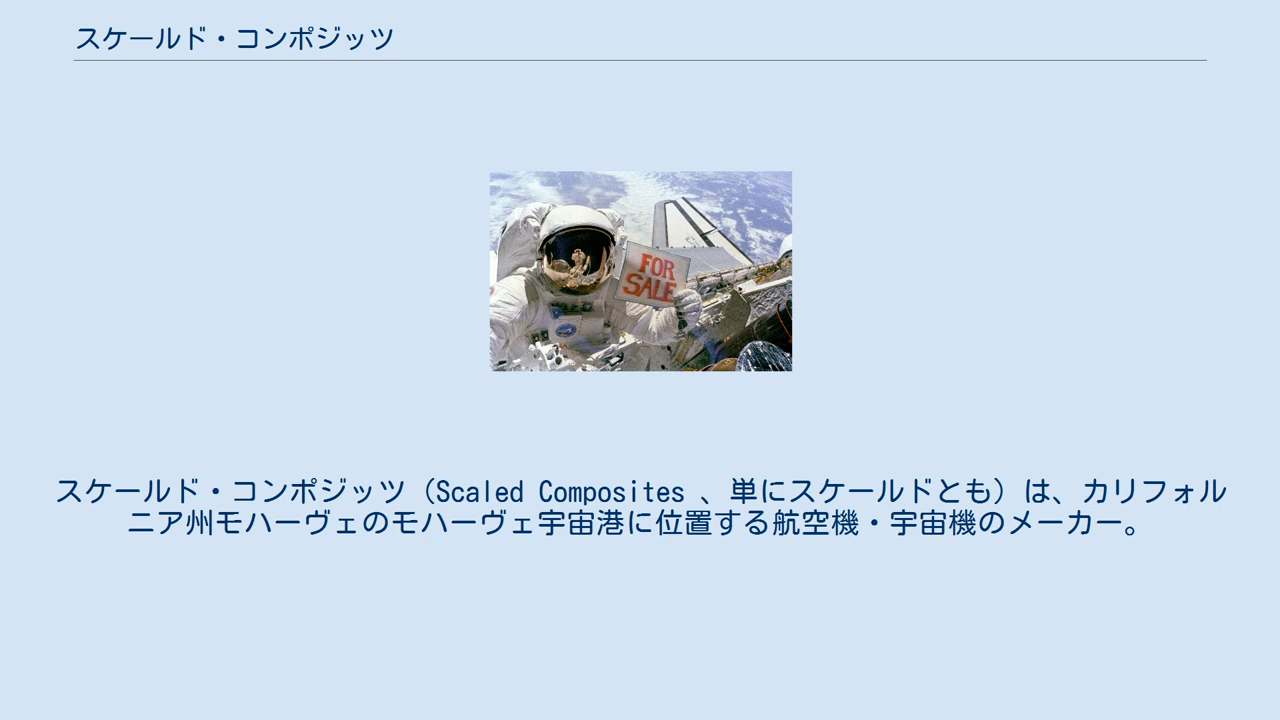 スケールド・コンポジッツ
FOR
SALE
スケールド・コンポジッツ（Scaled Composites 、単にスケールドとも）は、カリフォル
ニア州モハーヴェのモハーヴェ宇宙港に位置する航空機・宇宙機のメーカー。